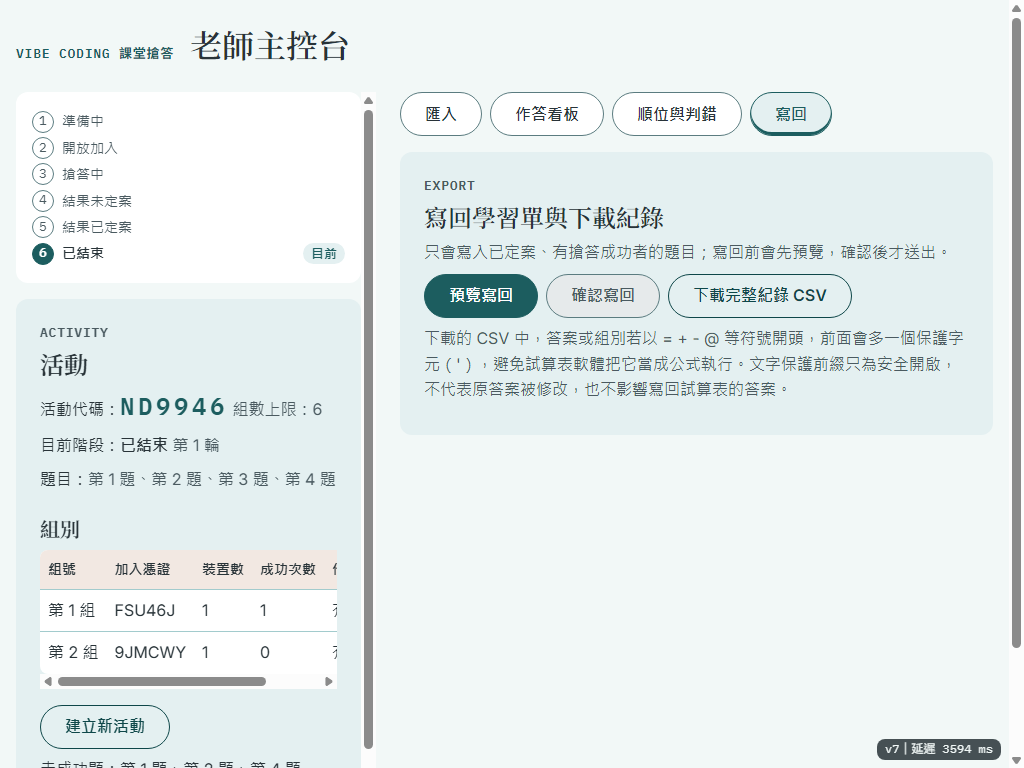 VIBE CODING 課堂搶答 老師主控台
1 準備中
2 開放加入
3 搶答中
4 結果未定案
5 結果已定案
6 已結束 目前
ACTIVITY
活動
活動代碼：ND9946 組數上限：6
目前階段：已結束 第 1 輪
題目：第 1 題、第 2 題、第 3 題、第 4 題
組別
組號 加入憑證 裝置數 成功次數
第 1 組 FSU46J 1 1
第 2 組 9JMCWY 1 0
建立新活動
未成功題：第 1 題、第 2 題、第 4 題
匯入 作答看板 順位與判錯 寫回
EXPORT
寫回學習單與下載紀錄
只會寫入已定案、有搶答成功者的題目；寫回前會先預覽，確認後才送出。
預覽寫回 確認寫回 下載完整紀錄 CSV
下載的 CSV 中，答案或組別若以 = + - @ 等符號開頭，前面會多一個保護字
元 ( ' ) ，避免試算表軟體把它當成公式執行。文字保護前綴只為安全開啟，
不代表原答案被修改，也不影響寫回試算表的答案。
v7｜延遲 3594 ms